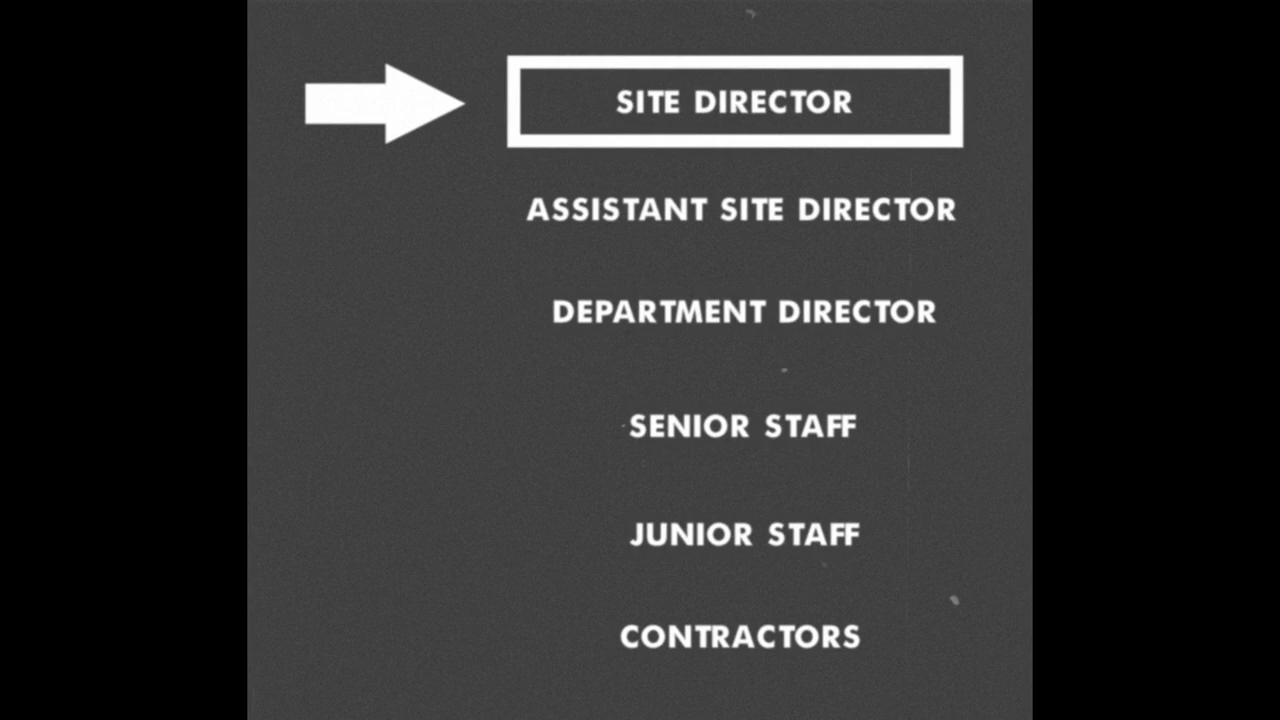 SITE DIRECTOR
ASSISTANT SITE DIRECTOR
DEPARTMENT DIRECTOR
SENIOR STAFF
JUNIOR STAFF
CONTRACTORS